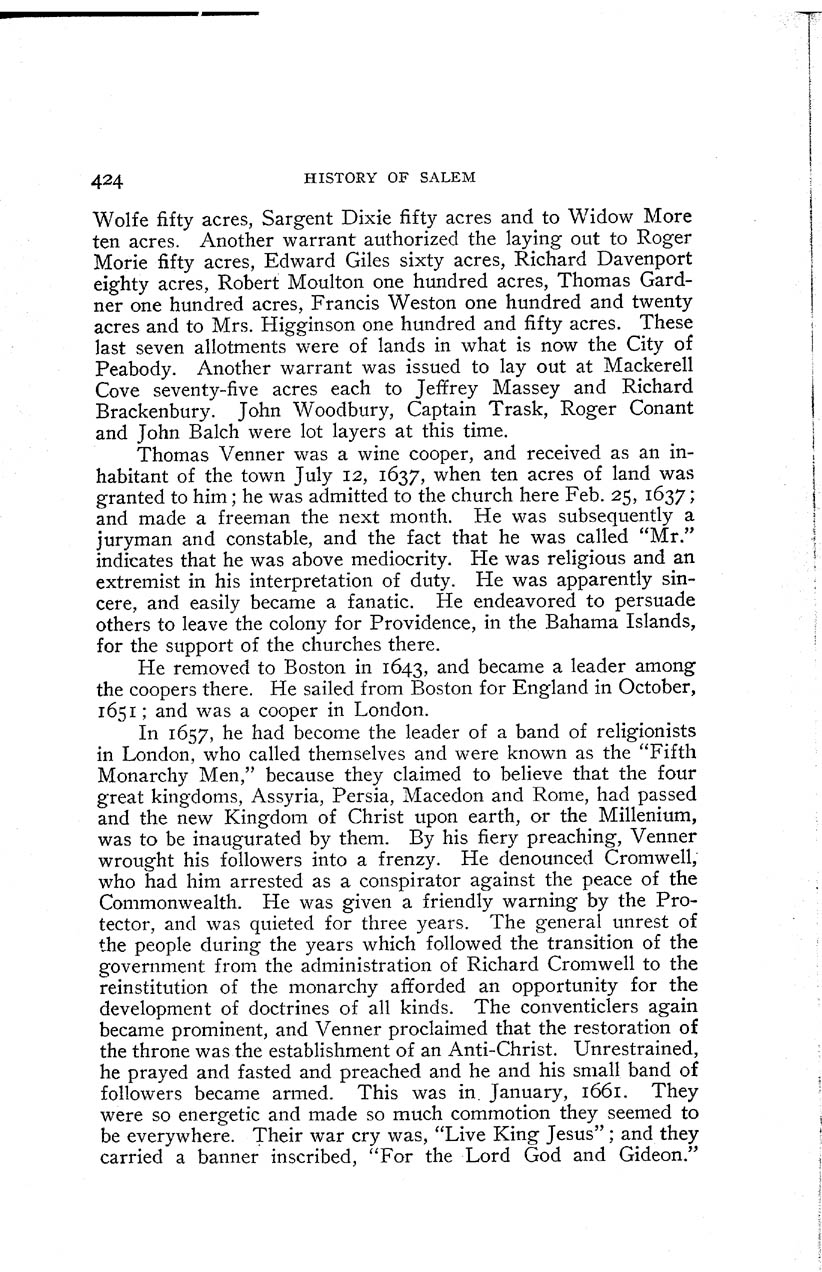 424 HISTORY OF SALEM
Wolfe fifty acres, Sargent Dixie fifty acres and to Widow More
ten acres. Another warrant authorized the laying out to Roger
Morie fifty acres, Edward Giles sixty acres, Richard Davenport
eighty acres, Robert Moulton one hundred acres, Thomas Gard-
ner one hundred acres, Francis Weston one hundred and twenty
acres and to Mrs. Higginson one hundred and fifty acres. These
last seven allotments were of lands in what is now the City of
Peabody. Another warrant was issued to lay out at Mackerell
Cove seventy-five acres each to Jeffrey Massey and Richard
Brackenbury. John Woodbury, Captain Trask, Roger Conant
and John Balch were lot layers at this time.
Thomas Venner was a wine cooper, and received as an in-
habitant of the town July 12, 1637, when ten acres of land was
granted to him; he was admitted to the church here Feb. 25, 1637;
and made a freeman the next month. He was subsequently a
juryman and constable, and the fact that he was called “Mr.”
indicates that he was above mediocrity. He was religious and an
extremist in his interpretation of duty. He was apparently sin-
cere, and easily became a fanatic. He endeavored to persuade
others to leave the colony for Providence, in the Bahama Islands,
for the support of the churches there.
He removed to Boston in 1643, and became a leader among
the coopers there. He sailed from Boston for England in October,
1651; and was a cooper in London.
In 1657, he had become the leader of a band of religionists
in London, who called themselves and were known as the “Fifth
Monarchy Men,” because they claimed to believe that the four
great kingdoms, Assyria, Persia, Macedon and Rome, had passed
and the new Kingdom of Christ upon earth, or the Millenium,
was to be inaugurated by them. By his fiery preaching, Venner
wrought his followers into a frenzy. He denounced Cromwell,
who had him arrested as a conspirator against the peace of the
Commonwealth. He was given a friendly warning by the Pro-
tector, and was quieted for three years. The general unrest of
the people during the years which followed the transition of the
government from the administration of Richard Cromwell to the
reinstitution of the monarchy afforded an opportunity for the
development of doctrines of all kinds. The conventiclers again
became prominent, and Venner proclaimed that the restoration of
the throne was the establishment of an Anti-Christ. Unrestrained,
he prayed and fasted and preached and he and his small band of
followers became armed. This was in January, 1661. They
were so energetic and made so much commotion they seemed to
be everywhere. Their war cry was, “Live King Jesus”; and they
carried a banner inscribed, “For the Lord God and Gideon.”